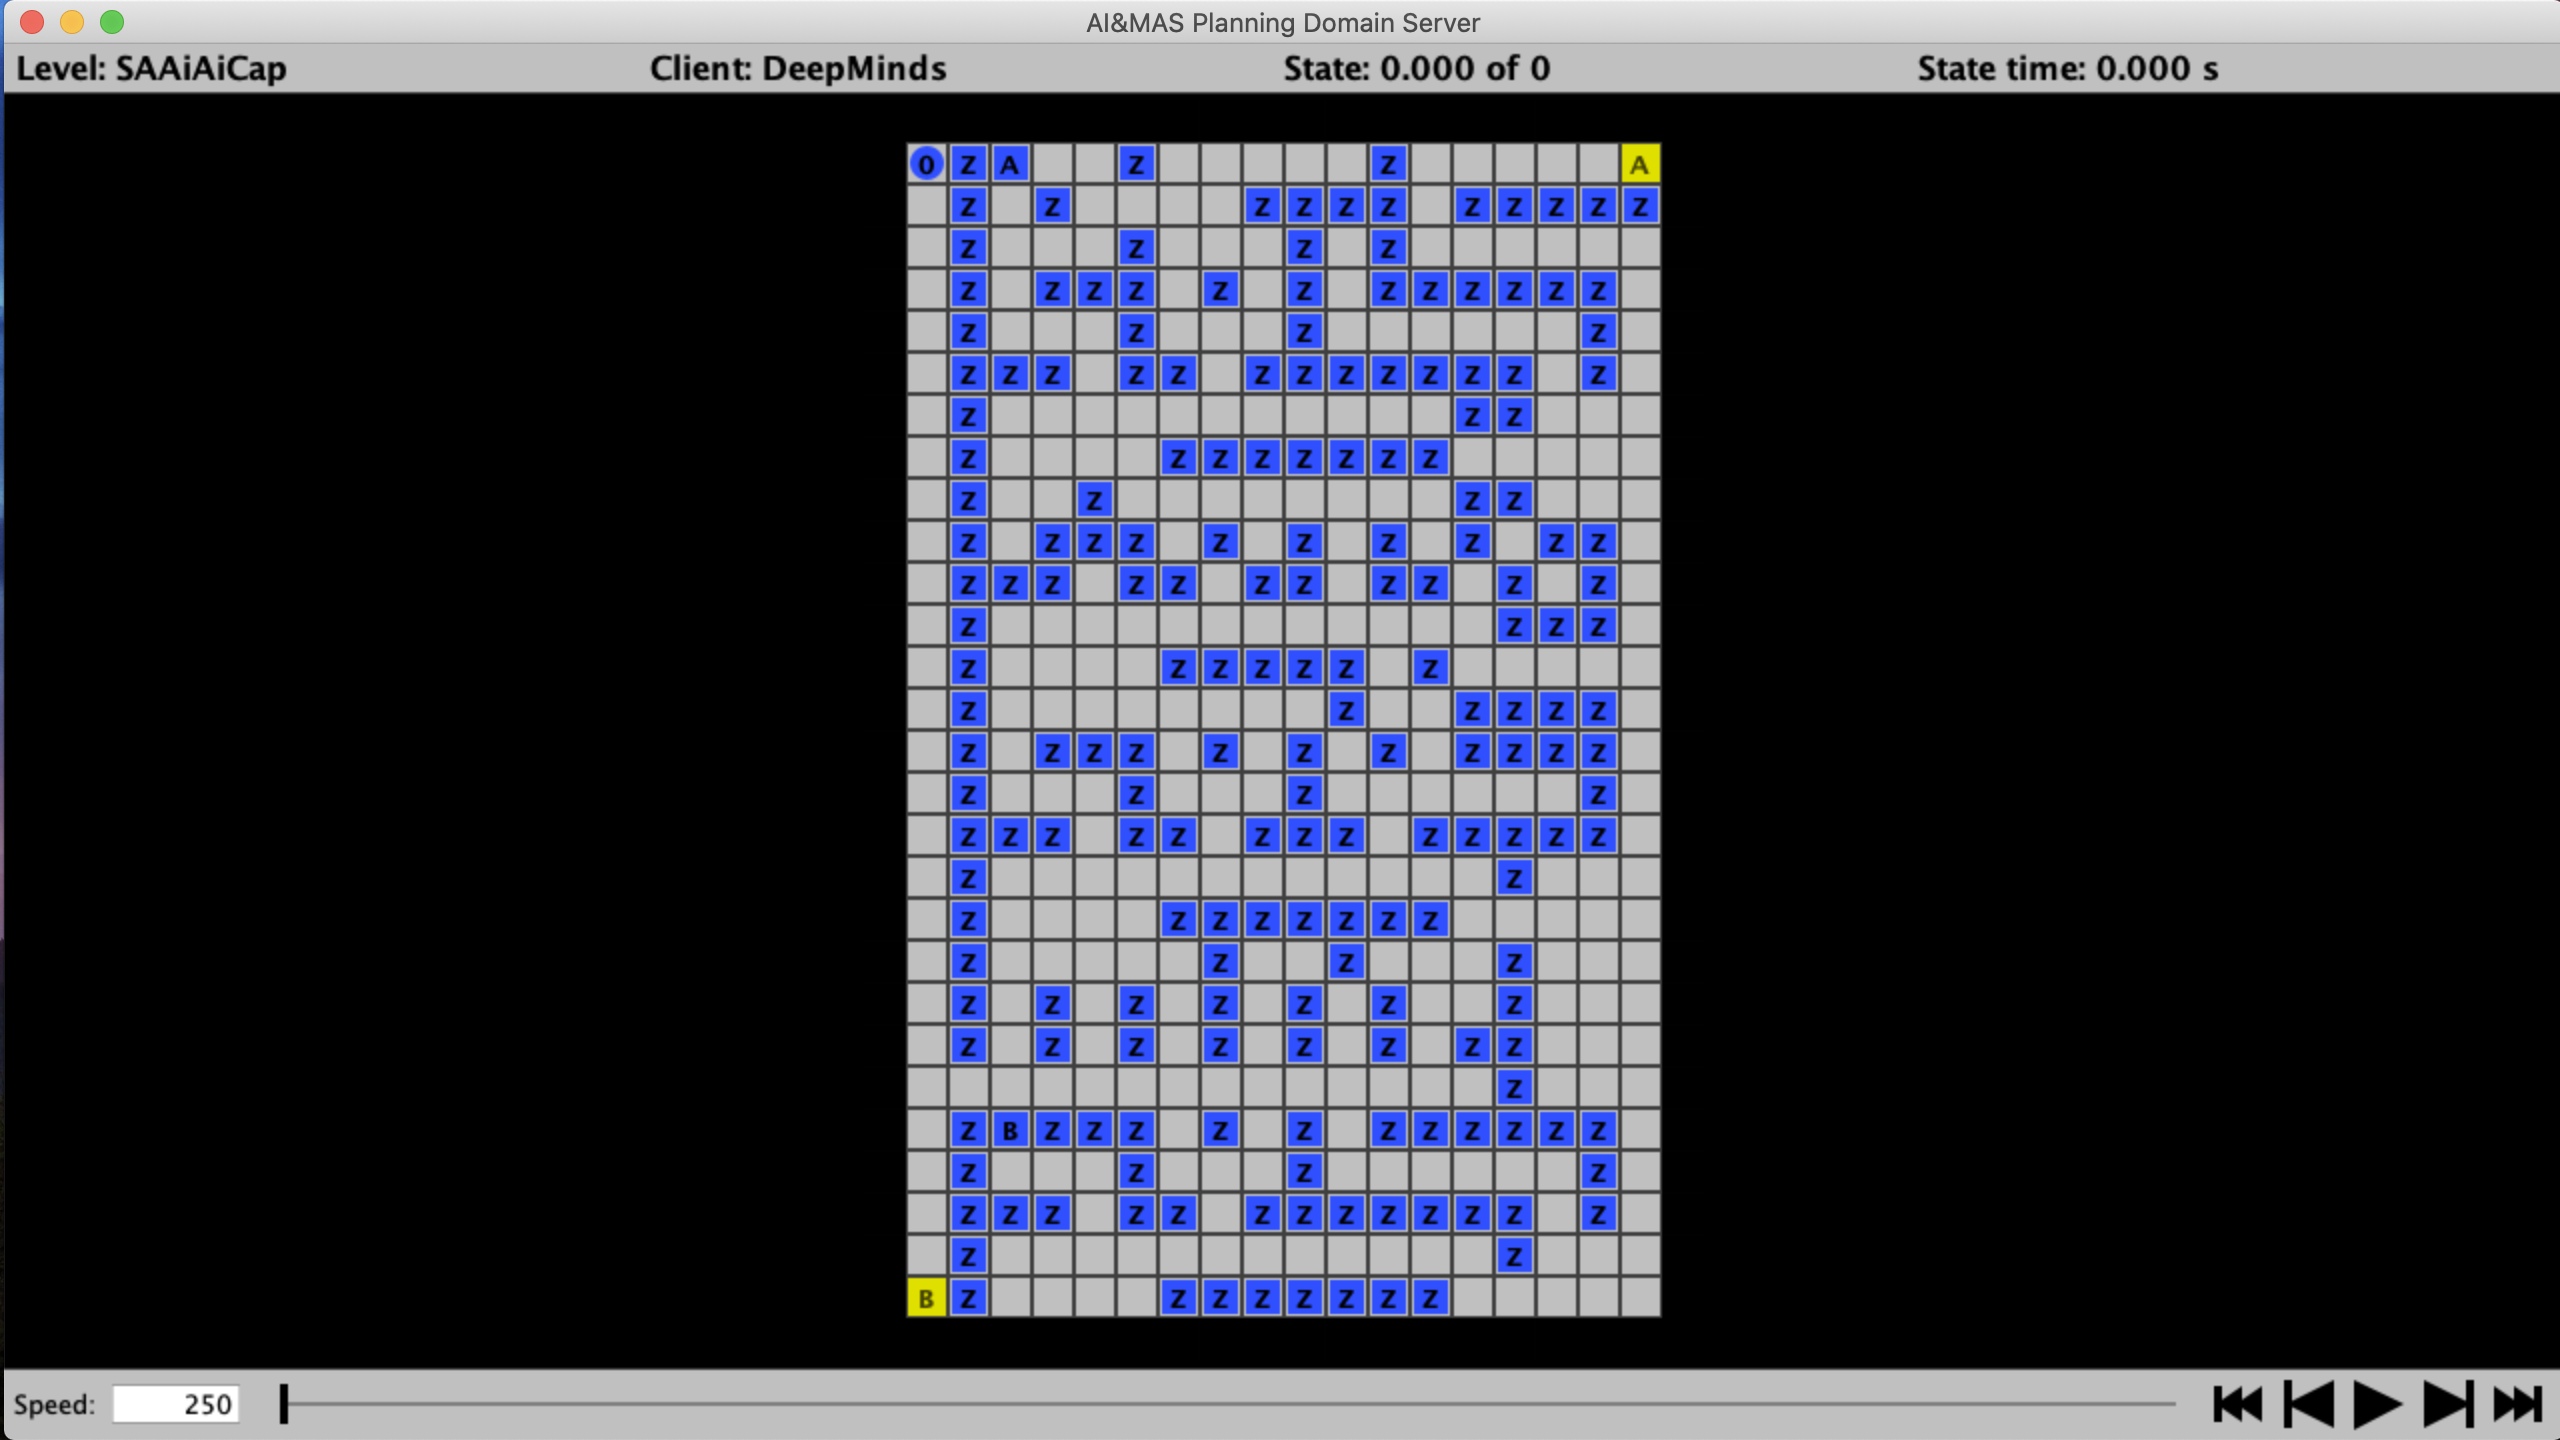 AI&MAS Planning Domain Server
Level: SAAiAiCap Client: DeepMinds State: 0.000 of 0 State time: 0.000 s
0 Z A Z Z A
Z Z Z Z Z Z Z Z Z Z Z
Z Z Z Z
Z Z Z Z Z Z Z Z Z Z Z Z
Z Z Z Z
Z Z Z Z Z Z Z Z Z Z Z Z Z
Z Z Z
Z Z Z Z Z Z Z Z
Z Z Z Z
Z Z Z Z Z Z Z Z Z Z
Z Z Z Z Z Z Z Z Z Z Z
Z Z Z Z
Z Z Z Z Z Z Z
Z Z Z Z Z Z
Z Z Z Z Z Z Z Z Z Z Z
Z Z Z Z
Z Z Z Z Z Z Z Z Z Z Z Z Z
Z Z
Z Z Z Z Z Z Z Z
Z Z Z Z
Z Z Z Z Z Z Z
Z Z Z Z Z Z Z Z
Z
Z B Z Z Z Z Z Z Z Z Z Z Z
Z Z Z Z
Z Z Z Z Z Z Z Z Z Z Z Z Z
Z Z
B Z Z Z Z Z Z Z Z
Speed: 250